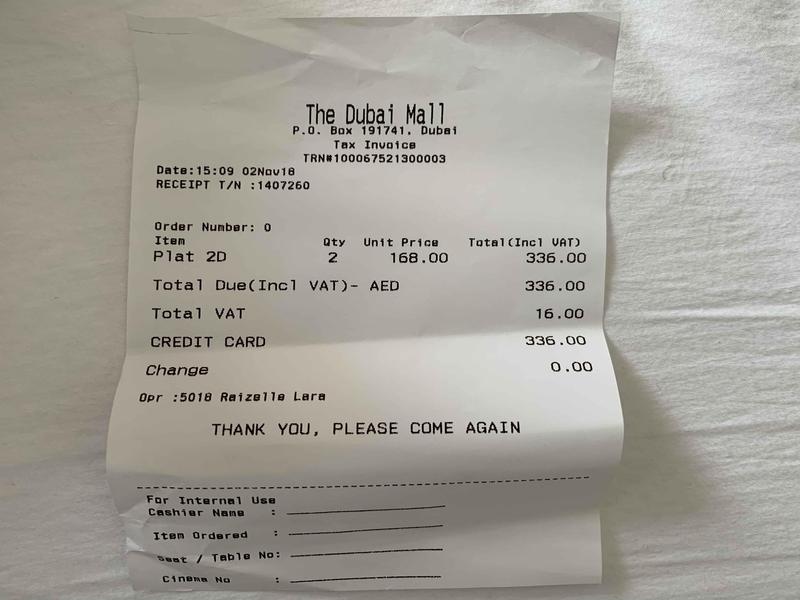 The Dubai Mall
P.O. Box 191741, Dubai
Tax Invoice
TRN#100067521300003
Date:15:09 02Nov18
RECEIPT T/N :1407260
Order Number: 0
Item Qty Unit Price Total(Incl VAT)
Plat 2D 2 168.00 336.00
Total Due(Incl VAT)- AED 336.00
Total VAT 16.00
CREDIT CARD 336.00
Change 0.00
Opr :5018 Raizelle Lara
THANK YOU, PLEASE COME AGAIN
For Internal Use
Cashier Name :
Item Ordered :
Seat / Table No:
Cinema No :